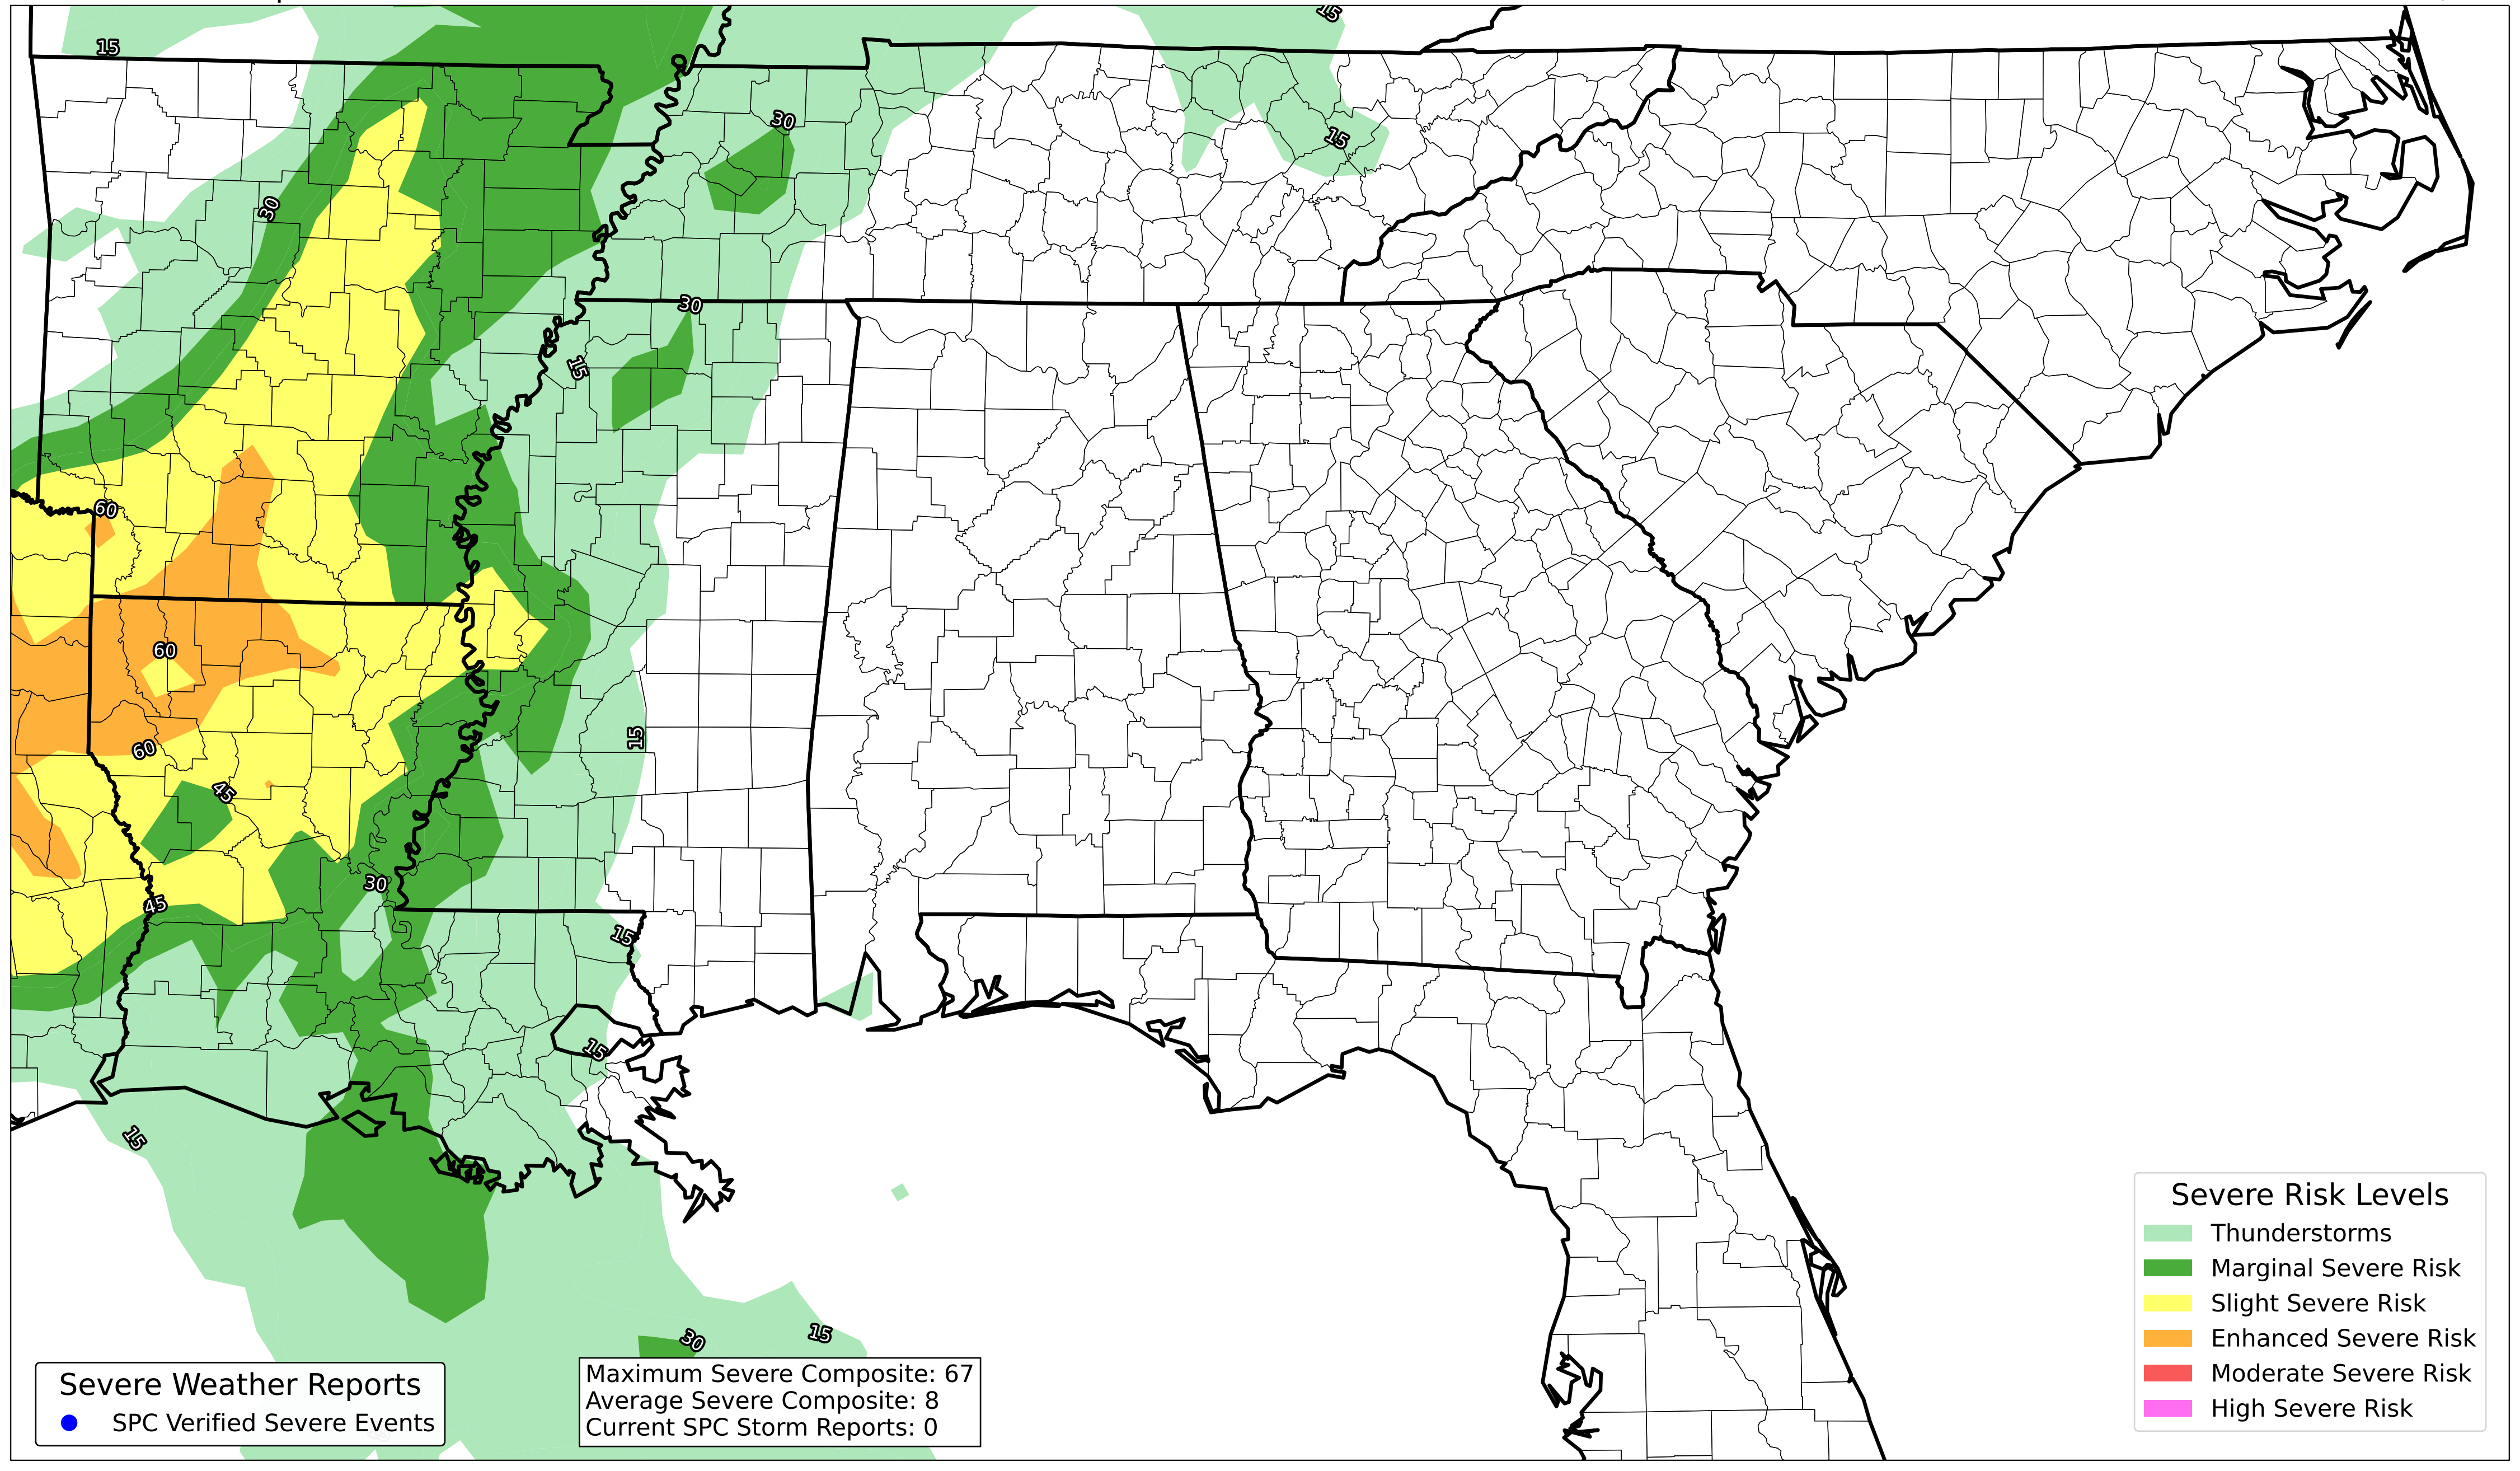 15
15
30
15
30
30
15
60
60
15
60
45
30
45
15
15
15
30
15
Severe Risk Levels
Thunderstorms
Marginal Severe Risk
Slight Severe Risk
Enhanced Severe Risk
Moderate Severe Risk
High Severe Risk
Severe Weather Reports
SPC Verified Severe Events
Maximum Severe Composite: 67
Average Severe Composite: 8
Current SPC Storm Reports: 0